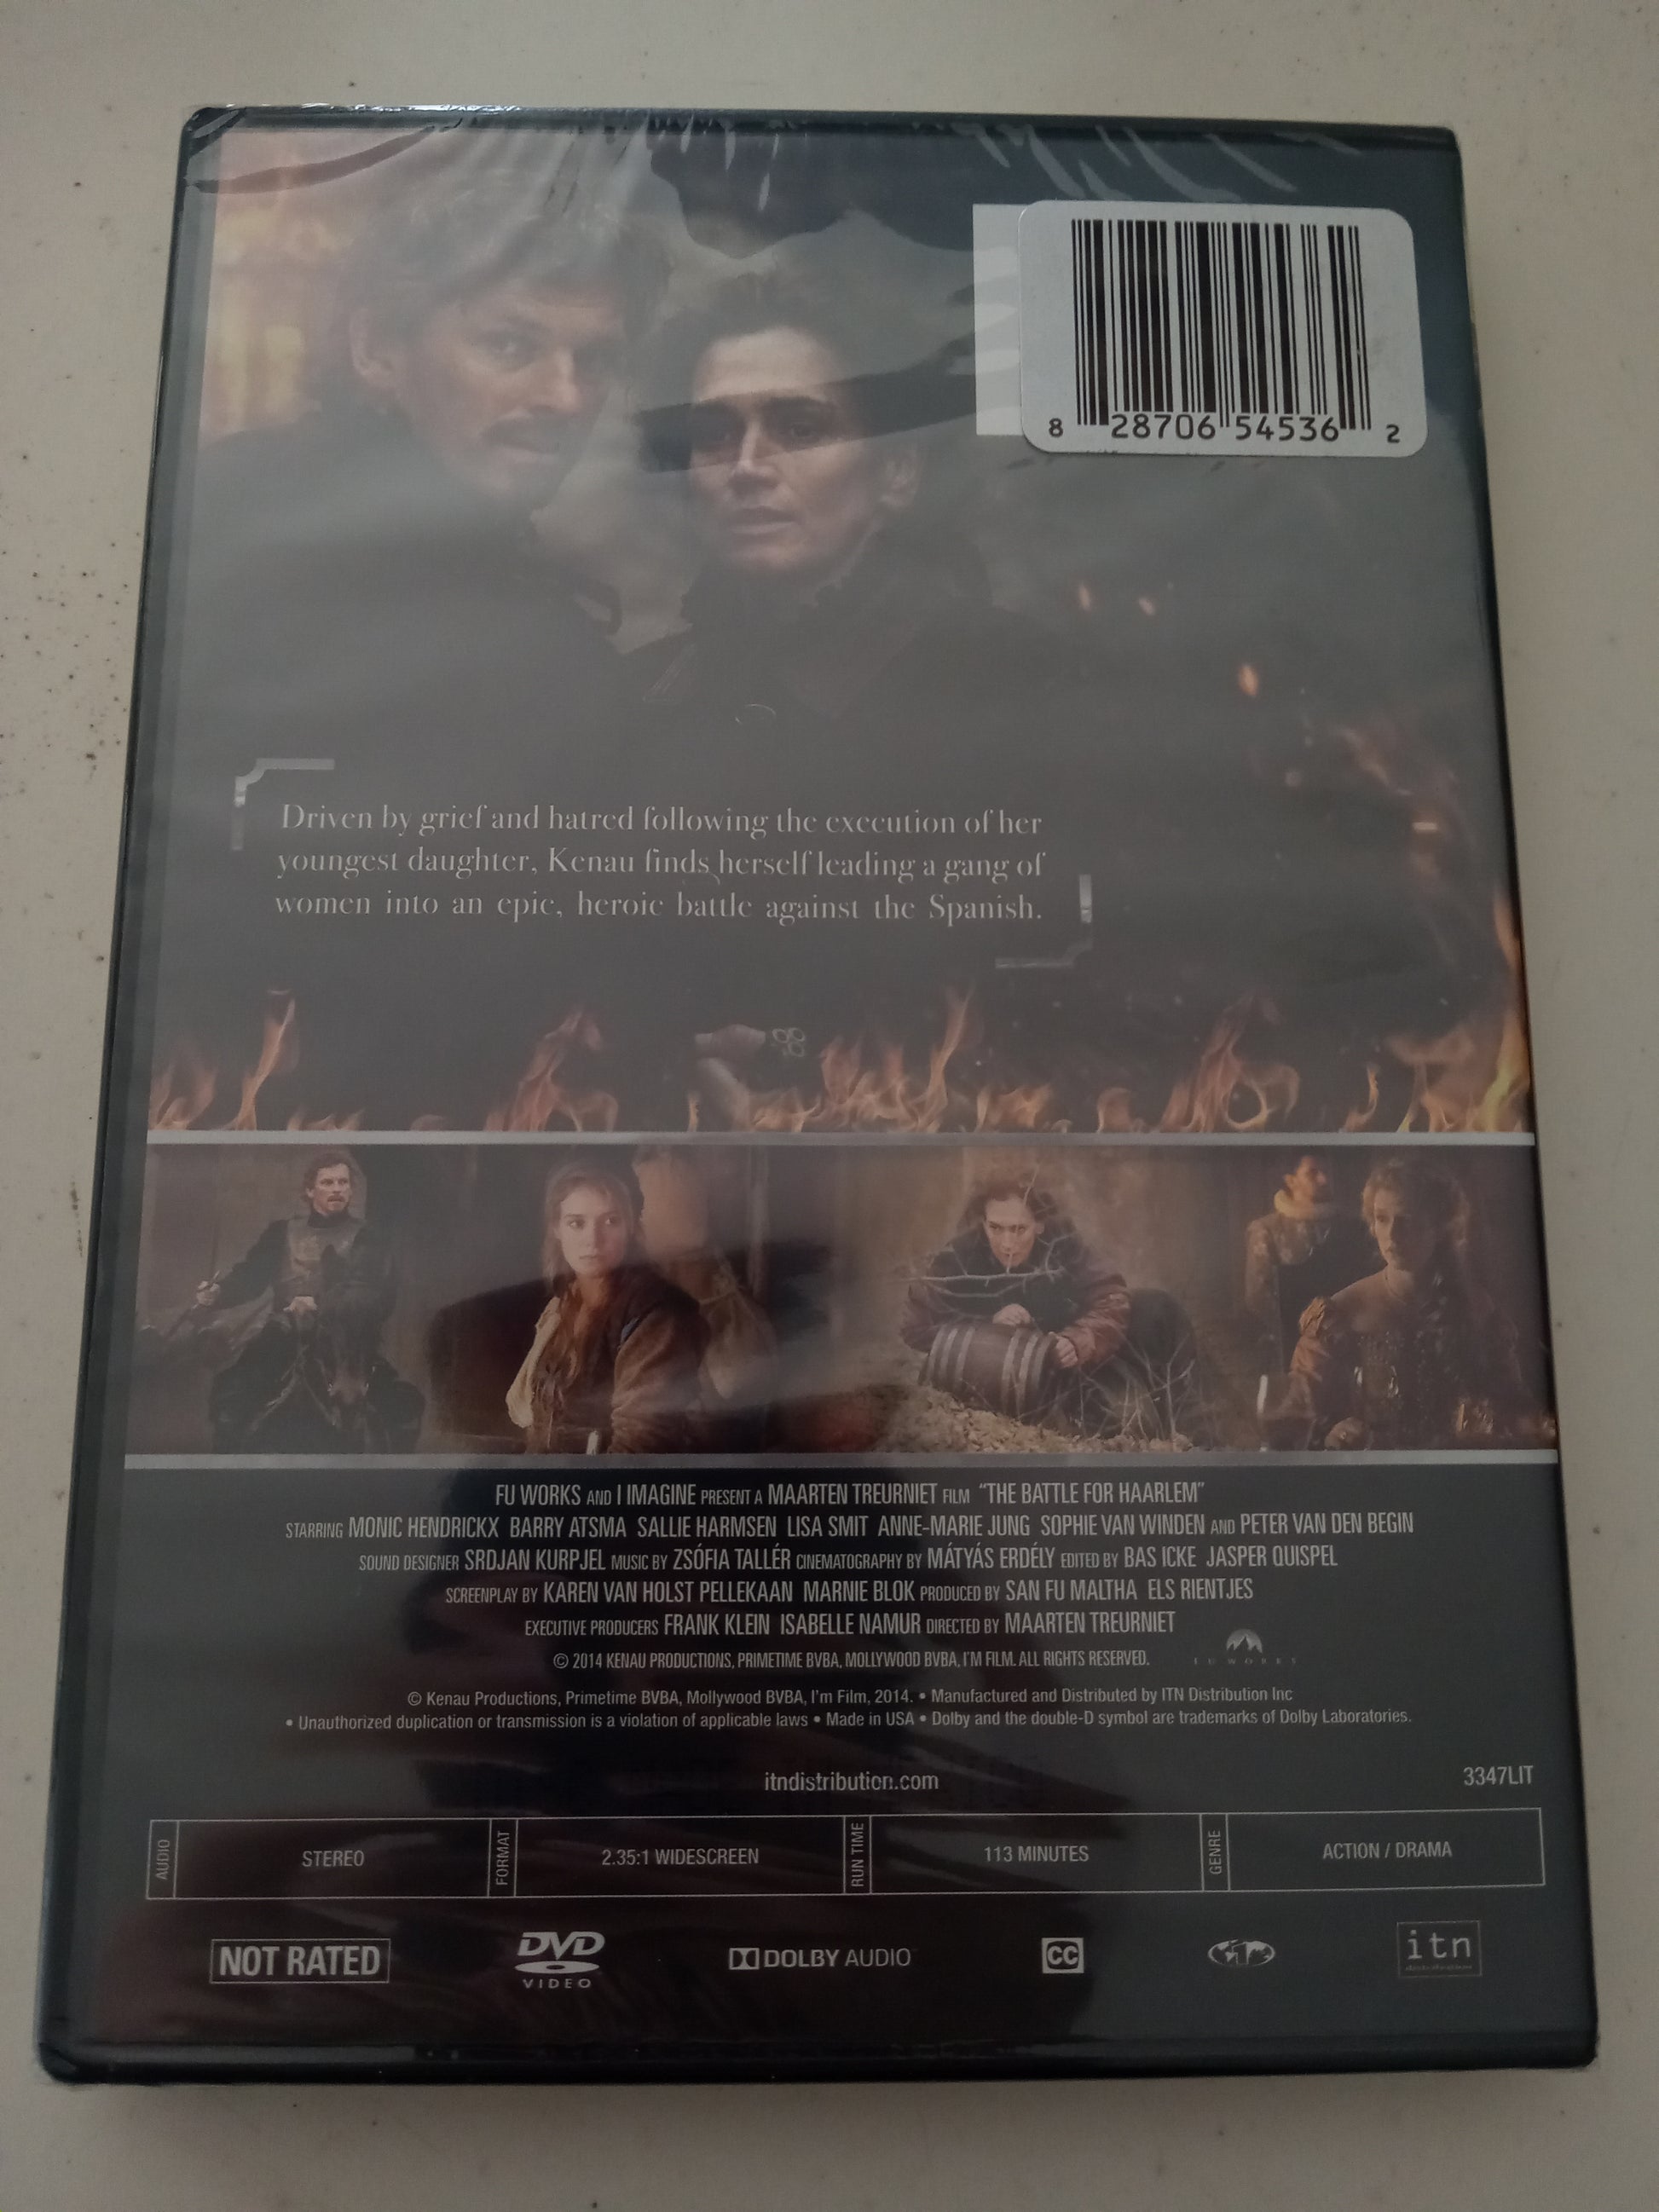 8 28706 54536 2
Driven by grief and hatred following the execution of her
youngest daughter, Kenau finds herself leading a gang of
women into an epic, heroic battle against the Spanish.
FU WORKS AND I IMAGINE PRESENT A MAARTEN TREURNIET FILM "THE BATTLE FOR HAARLEM"
STARRING MONIC HENDRICKX BARRY ATSMA SALLIE HARMSEN LISA SMIT ANNE-MARIE JUNG SOPHIE VAN WINDEN AND PETER VAN DEN BEGIN
SOUND DESIGNER SRDJAN KURPJEL MUSIC BY ZSÓFIA TALLÉR CINEMATOGRAPHY BY MÁTYÁS ERDÉLY EDITED BY BAS ICKE JASPER QUISPEL
SCREENPLAY BY KAREN VAN HOLST PELLEKAAN MARNIE BLOK PRODUCED BY SAN FU MALTHA ELS RIENTJES
EXECUTIVE PRODUCERS FRANK KLEIN ISABELLE NAMUR DIRECTED BY MAARTEN TREURNIET
© 2014 KENAU PRODUCTIONS, PRIMETIME BVBA, MOLLYWOOD BVBA, I'M FILM. ALL RIGHTS RESERVED. FU WORKS
© Kenau Productions, Primetime BVBA, Mollywood BVBA, I'm Film, 2014. • Manufactured and Distributed by ITN Distribution Inc
• Unauthorized duplication or transmission is a violation of applicable laws • Made in USA • Dolby and the double-D symbol are trademarks of Dolby Laboratories.
itndistribution.com
3347LIT
AUDIO STEREO FORMAT 2.35:1 WIDESCREEN RUN TIME 113 MINUTES GENRE ACTION / DRAMA
NOT RATED DVD VIDEO DOLBY AUDIO CC 1 itn distribution